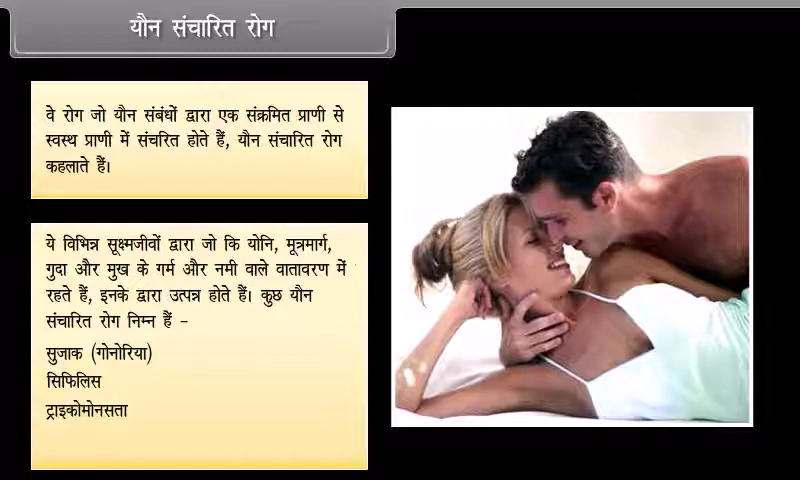 यौन संचारित रोग
वे रोग जो यौन संबंधों द्वारा एक संक्रमित प्राणी से
स्वस्थ प्राणी में संचरित होते हैं, यौन संचारित रोग
कहलाते हैं।
ये विभिन्न सूक्ष्मजीवों द्वारा जो कि योनि, मूत्रमार्ग,
गुदा और मुख के गर्म और नमी वाले वातावरण में
रहते हैं, इनके द्वारा उत्पन्न होते हैं। कुछ यौन
संचारित रोग निम्न हैं –
सुजाक (गोनोरिया)
सिफिलिस
ट्राइकोमोनसता